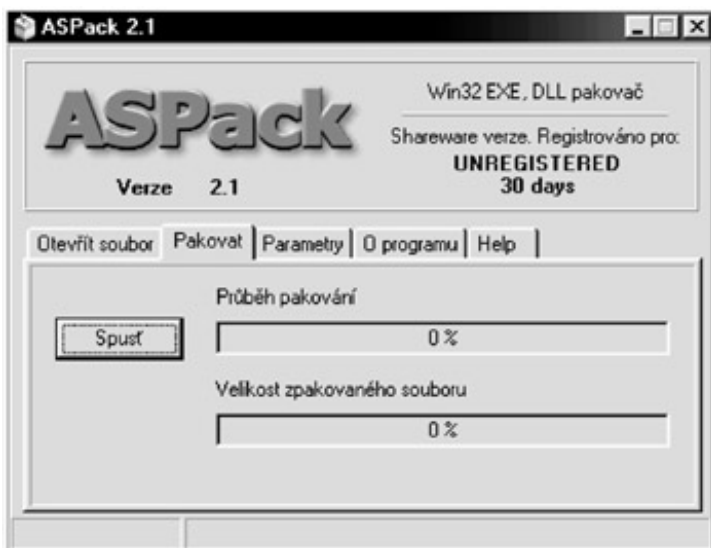 ASPack 2.1
ASPack
Win32 EXE, DLL pakovač
Shareware verze. Registrováno pro:
UNREGISTERED
30 days
Verze 2.1
Otevřít soubor Pakovat Parametry O programu Help
Průběh pakování
Spusť
0 %
Velikost zpakovaného souboru
0 %